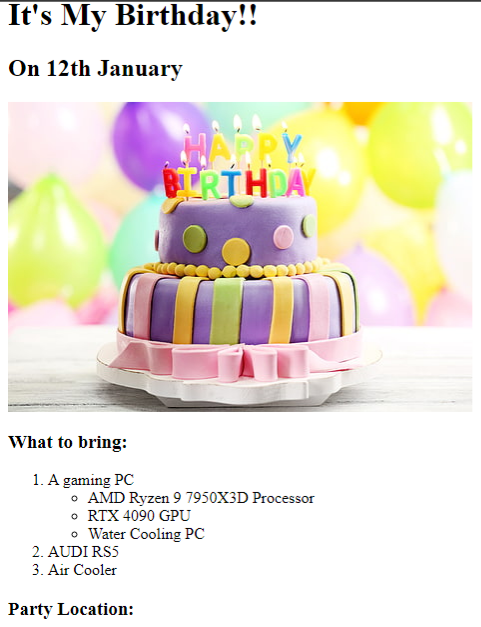 It's My Birthday!!
On 12th January
HAPPY
BIRTHDAY
What to bring:
1. A gaming PC
○ AMD Ryzen 9 7950X3D Processor
○ RTX 4090 GPU
○ Water Cooling PC
2. AUDI RS5
3. Air Cooler
Party Location: